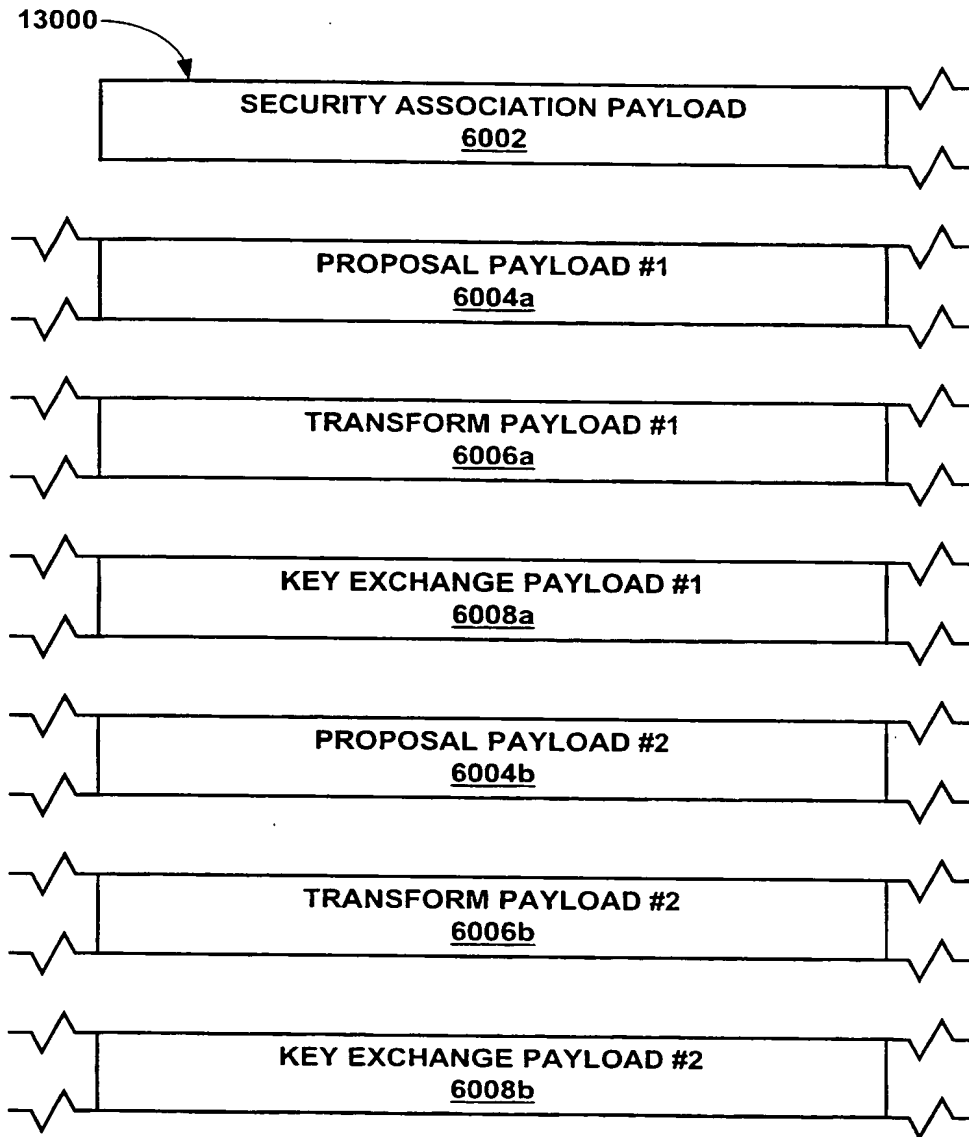 13000
SECURITY ASSOCIATION PAYLOAD
6002
PROPOSAL PAYLOAD #1
6004a
TRANSFORM PAYLOAD #1
6006a
KEY EXCHANGE PAYLOAD #1
6008a
PROPOSAL PAYLOAD #2
6004b
TRANSFORM PAYLOAD #2
6006b
KEY EXCHANGE PAYLOAD #2
6008b